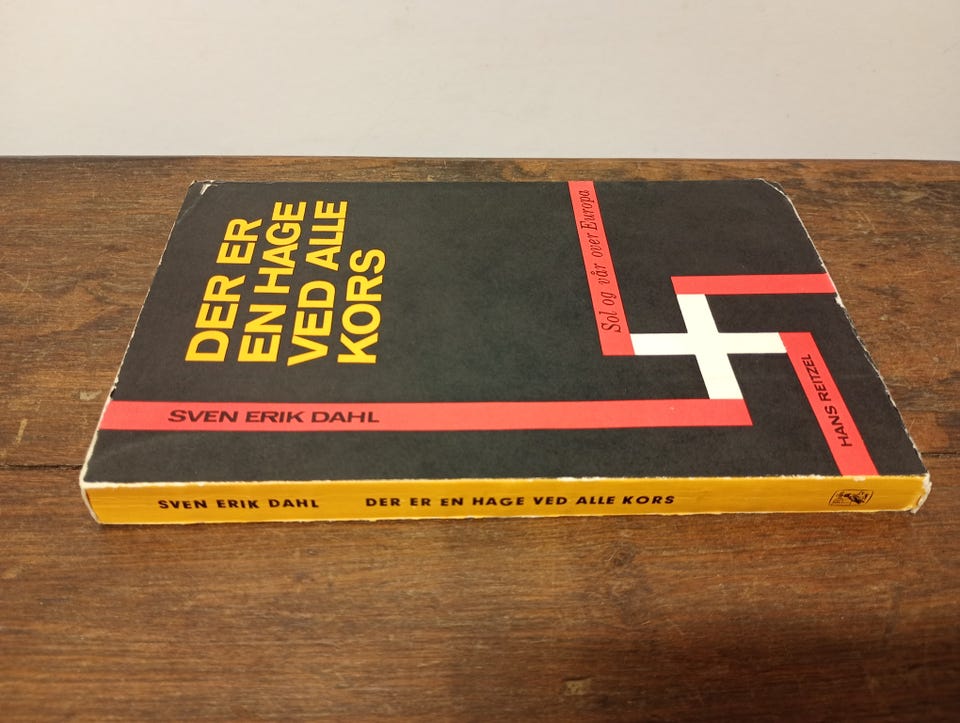 DER ER
EN HAGE
VED ALLE
KORS
Sol og vår over Europa
SVEN ERIK DAHL
HANS REITZEL
SVEN ERIK DAHL DER ER EN HAGE VED ALLE KORS